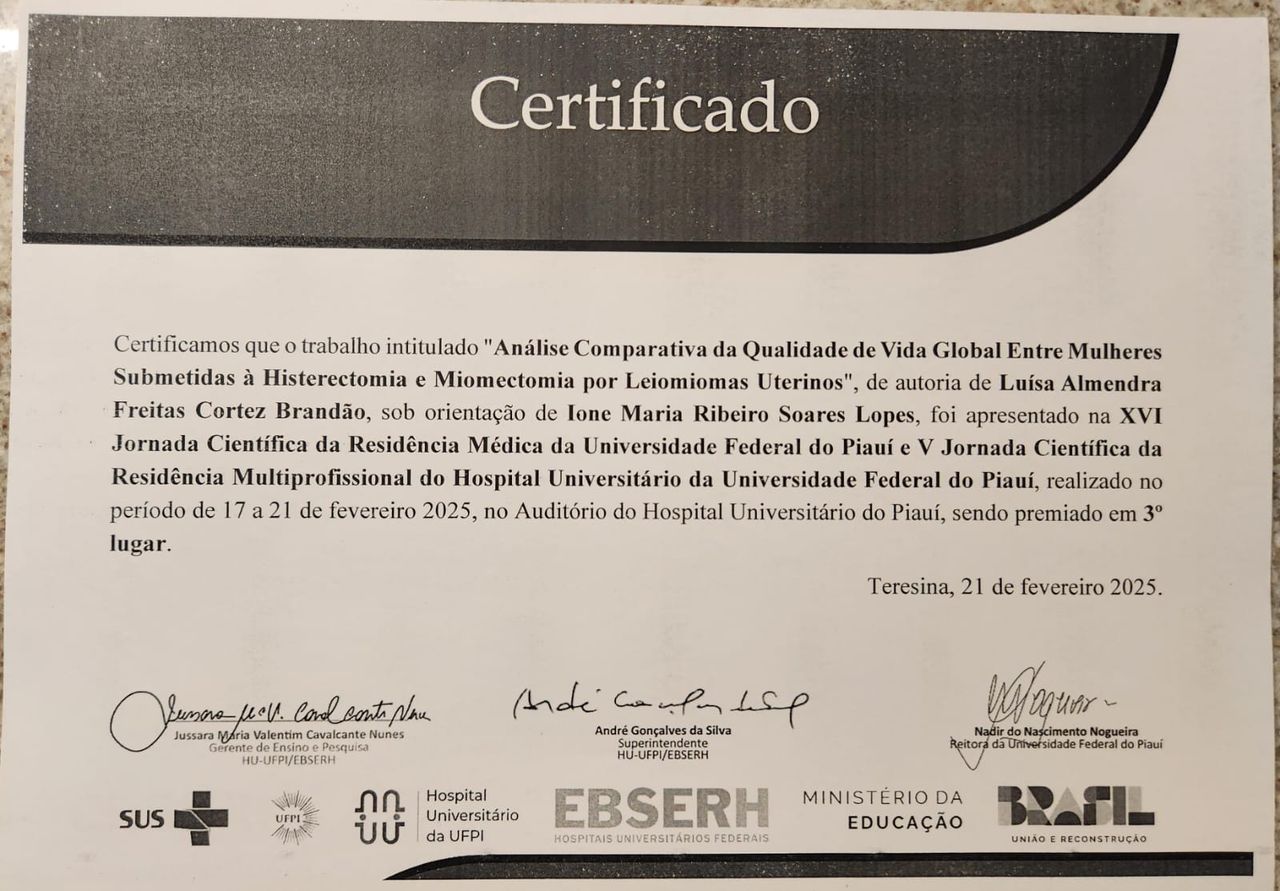 Certificado
Certificamos que o trabalho intitulado "Análise Comparativa da Qualidade de Vida Global Entre Mulheres
Submetidas à Histerectomia e Miomectomia por Leiomiomas Uterinos", de autoria de Luísa Almendra
Freitas Cortez Brandão, sob orientação de Ione Maria Ribeiro Soares Lopes, foi apresentado na XVI
Jornada Científica da Residência Médica da Universidade Federal do Piauí e V Jornada Científica da
Residência Multiprofissional do Hospital Universitário da Universidade Federal do Piauí, realizado no
período de 17 a 21 de fevereiro 2025, no Auditório do Hospital Universitário do Piauí, sendo premiado em 3º
lugar.
Teresina, 21 de fevereiro 2025.
Jussara Maria Valentim Cavalcante Nunes
Gerente de Ensino e Pesquisa
HU-UFPI/EBSERH
André Gonçalves da Silva
Superintendente
HU-UFPI/EBSERH
Nadir do Nascimento Nogueira
Reitora da Universidade Federal do Piauí
SUS
UFPI
Hospital
Universitário
da UFPI
EBSERH
HOSPITAIS UNIVERSITÁRIOS FEDERAIS
MINISTÉRIO DA
EDUCAÇÃO
BRASIL
UNIÃO E RECONSTRUÇÃO